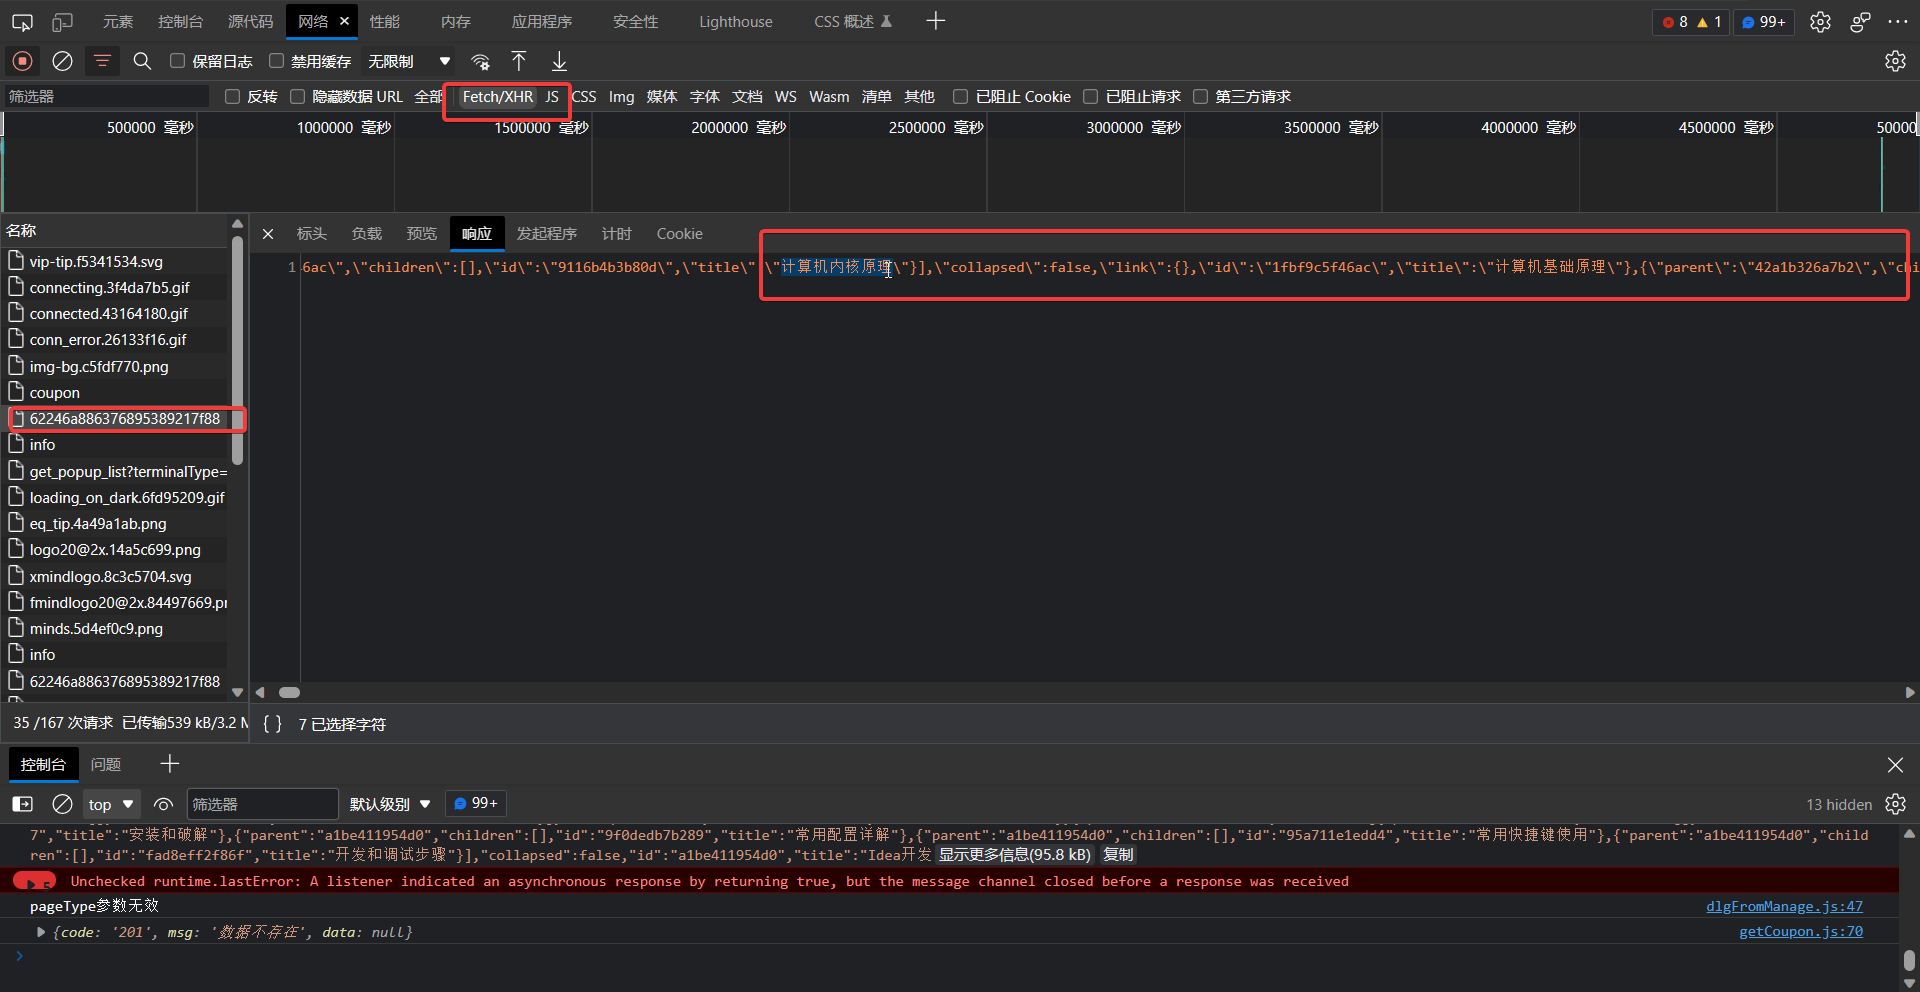 元素 控制台 源代码 网络 性能 内存 应用程序 安全性 Lighthouse CSS 概述 8 1 99+
保留日志 禁用缓存 无限制
筛选器 反转 隐藏数据 URL 全部 Fetch/XHR JS CSS Img 媒体 字体 文档 WS Wasm 清单 其他 已阻止 Cookie 已阻止请求 第三方请求
500000 毫秒 1000000 毫秒 1500000 毫秒 2000000 毫秒 2500000 毫秒 3000000 毫秒 3500000 毫秒 4000000 毫秒 4500000 毫秒 50000
名称
vip-tip.f5341534.svg
connecting.3f4da7b5.gif
connected.43164180.gif
conn_error.26133f16.gif
img-bg.c5fdf770.png
coupon
62246a886376895389217f88
info
get_popup_list?terminalType=
loading_on_dark.6fd95209.gif
eq_tip.4a49a1ab.png
logo20@2x.14a5c699.png
xmindlogo.8c3c5704.svg
fmindlogo20@2x.84497669.pr
minds.5d4ef0c9.png
info
62246a886376895389217f88
35 /167 次请求 已传输539 kB/3.2 M
标头 负载 预览 响应 发起程序 计时 Cookie
1 6ac\",\"children\":[],\"id\":\"9116b4b3b80d\",\"title\":\"计算机内核原理\"}],\"collapsed\":false,\"link\":{},\"id\":\"1fbf9c5f46ac\",\"title\":\"计算机基础原理\"},{\"parent\":\"42a1b326a7b2\",\"chi
{ } 7 已选择字符
控制台 问题
top 筛选器 默认级别 99+ 13 hidden
7","title":"安装和破解"},{"parent":"a1be411954d0","children":[],"id":"9f0dedb7b289","title":"常用配置详解"},{"parent":"a1be411954d0","children":[],"id":"95a711e1edd4","title":"常用快捷键使用"},{"parent":"a1be411954d0","child
ren":[],"id":"fad8eff2f86f","title":"开发和调试步骤"}],"collapsed":false,"id":"a1be411954d0","title":"Idea开发 显示更多信息(95.8 kB) 复制
5 Unchecked runtime.lastError: A listener indicated an asynchronous response by returning true, but the message channel closed before a response was received
pageType参数无效 dlgFromManage.js:47
{code: '201', msg: '数据不存在', data: null} getCoupon.js:70